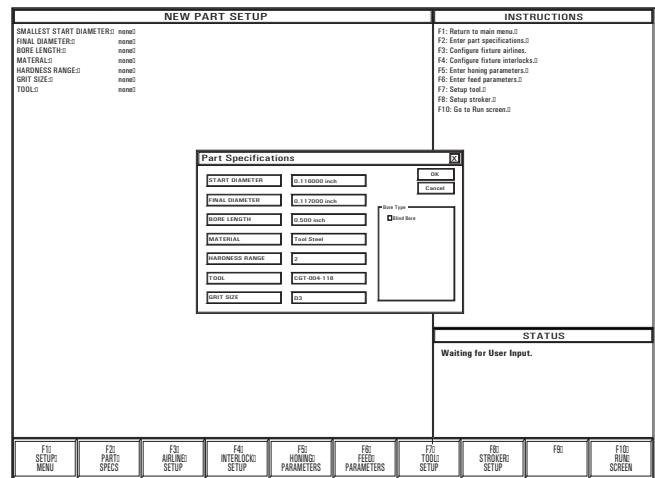 NEW PART SETUP
SMALLEST START DIAMETER: none
FINAL DIAMETER: none
BORE LENGTH: none
MATERAL: none
HARDNESS RANGE: none
GRIT SIZE: none
TOOL: none
INSTRUCTIONS
F1: Return to main menu.
F2: Enter part specifications.
F3: Configure fixture airlines.
F4: Configure fixture interlocks.
F5: Enter honing parameters.
F6: Enter feed parameters.
F7: Setup tool.
F8: Setup stroker.
F10: Go to Run screen.
Part Specifications X
START DIAMETER 0.116000 inch
FINAL DIAMETER 0.117000 inch
BORE LENGTH 0.500 inch
MATERIAL Tool Steel
HARDNESS RANGE 2
TOOL CGT-004-118
GRIT SIZE D3
OK
Cancel
Bore Type
Blind Bore
STATUS
Waiting for User Input.
F1 SETUP MENU
F2 PART SPECS
F3 AIRLINE SETUP
F4 INTERLOCK SETUP
F5 HONING PARAMETERS
F6 FEED PARAMETERS
F7 TOOL SETUP
F8 STROKER SETUP
F9
F10 RUN SCREEN